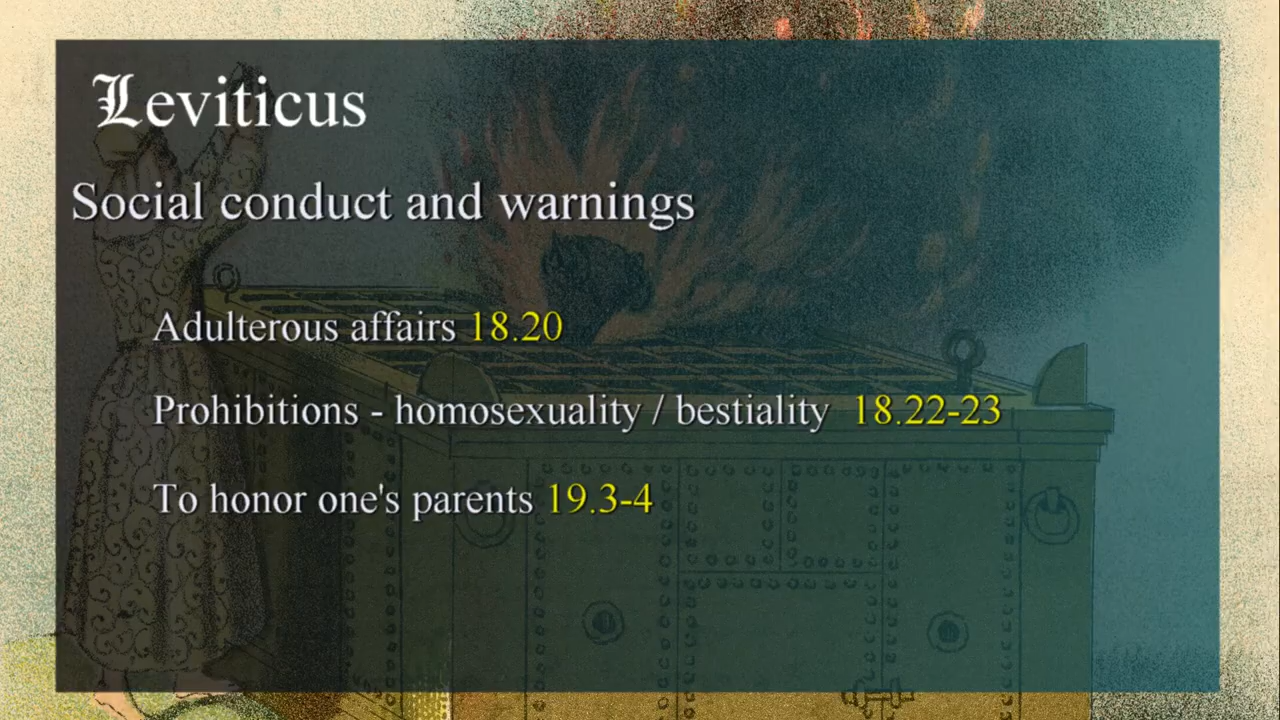 Leviticus
Social conduct and warnings
Adulterous affairs 18.20
Prohibitions - homosexuality / bestiality 18.22-23
To honor one's parents 19.3-4